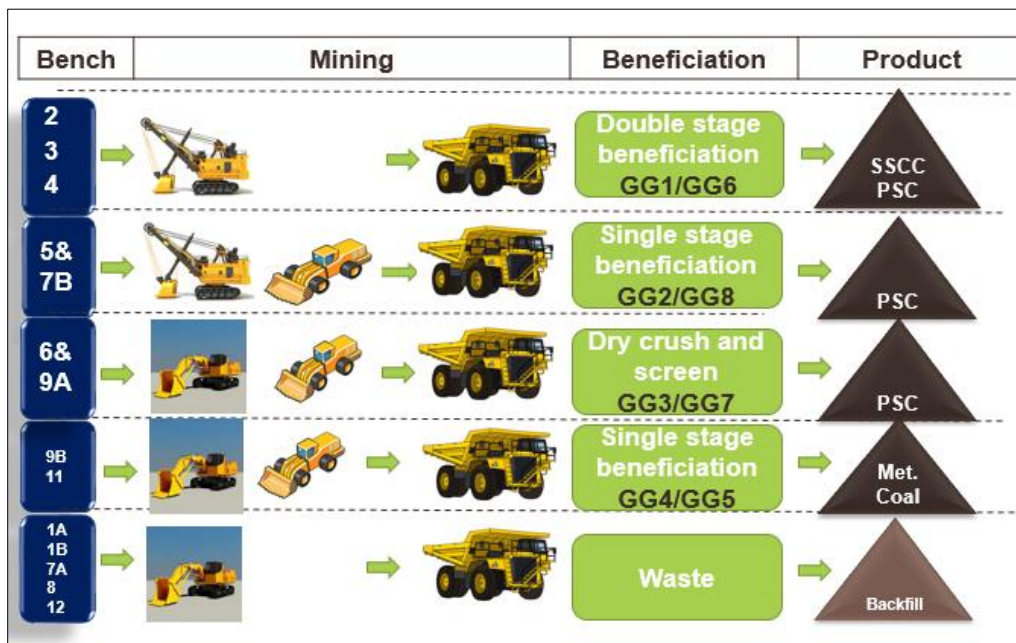 Bench Mining Beneficiation Product
2
3
4
Double stage
beneficiation
GG1/GG6
SSCC
PSC
5&
7B
Single stage
beneficiation
GG2/GG8
PSC
6&
9A
Dry crush and
screen
GG3/GG7
PSC
9B
11
Single stage
beneficiation
GG4/GG5
Met.
Coal
1A
1B
7A
8
12
Waste
Backfill